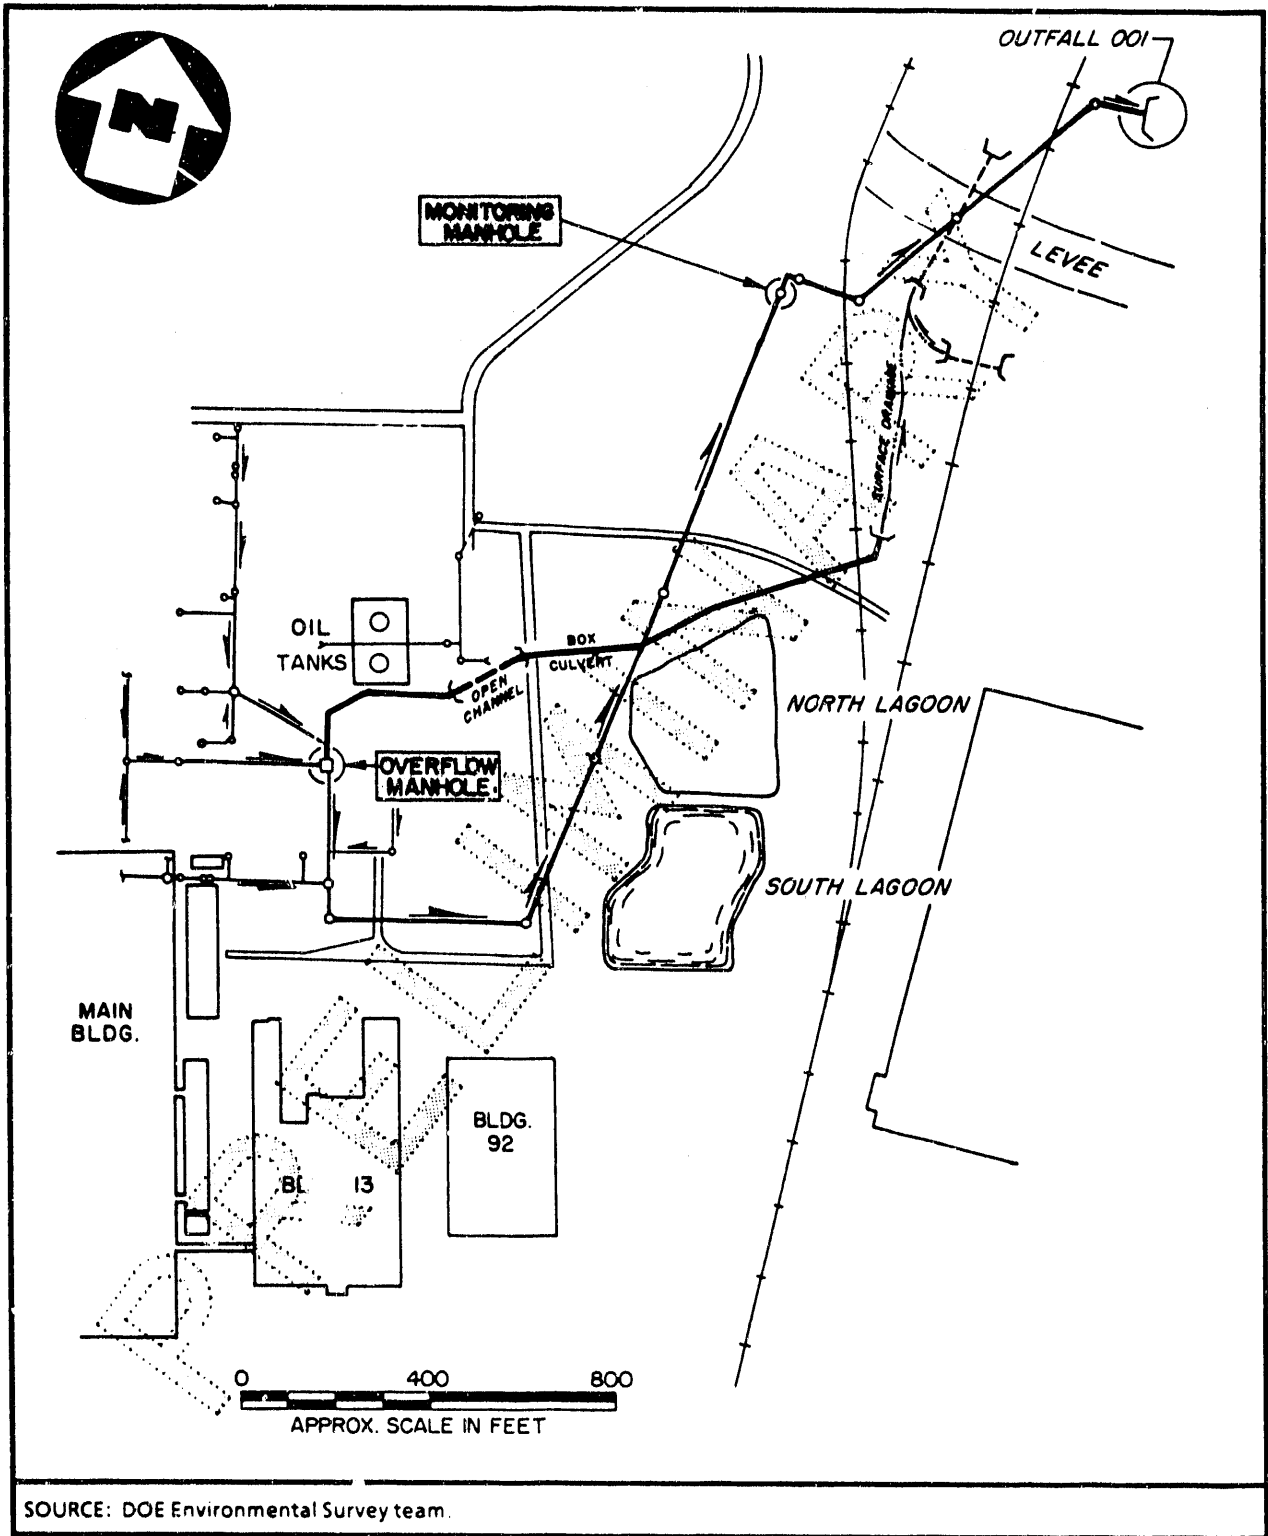 OUTFALL 001
N
MONITORING
MANHOLE
LEVEE
SURFACE DRAINAGE
OIL
TANKS
BOX
CULVERT
OPEN
CHANNEL
NORTH LAGOON
OVERFLOW
MANHOLE
SOUTH LAGOON
MAIN
BLDG.
BLDG.
92
13
0 400 800
APPROX. SCALE IN FEET
SOURCE: DOE Environmental Survey team.